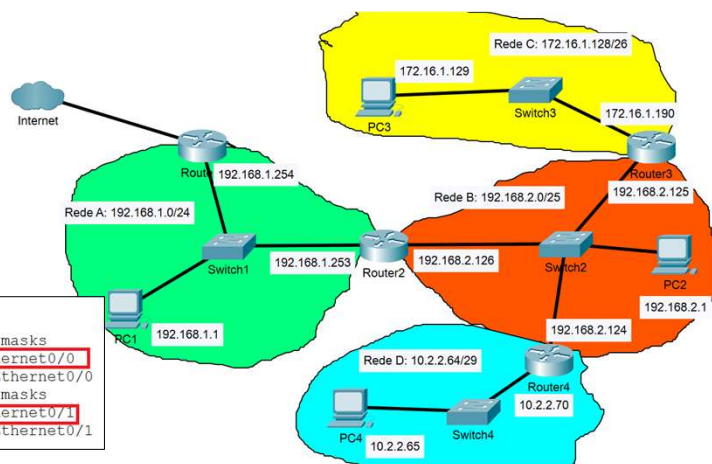 Rede C: 172.16.1.128/26
172.16.1.129
PC3
Switch3
172.16.1.190
Router3
Internet
Route
192.168.1.254
Rede A: 192.168.1.0/24
Switch1
192.168.1.253
Router2
PC1
192.168.1.1
192.168.2.125
Rede B: 192.168.2.0/25
192.168.2.126
Switch2
PC2
192.168.2.1
192.168.2.124
Router4
Rede D: 10.2.2.64/29
10.2.2.70
PC4
Switch4
10.2.2.65
masks
ernet0/0
thernet0/0
masks
ernet0/1
thernet0/1